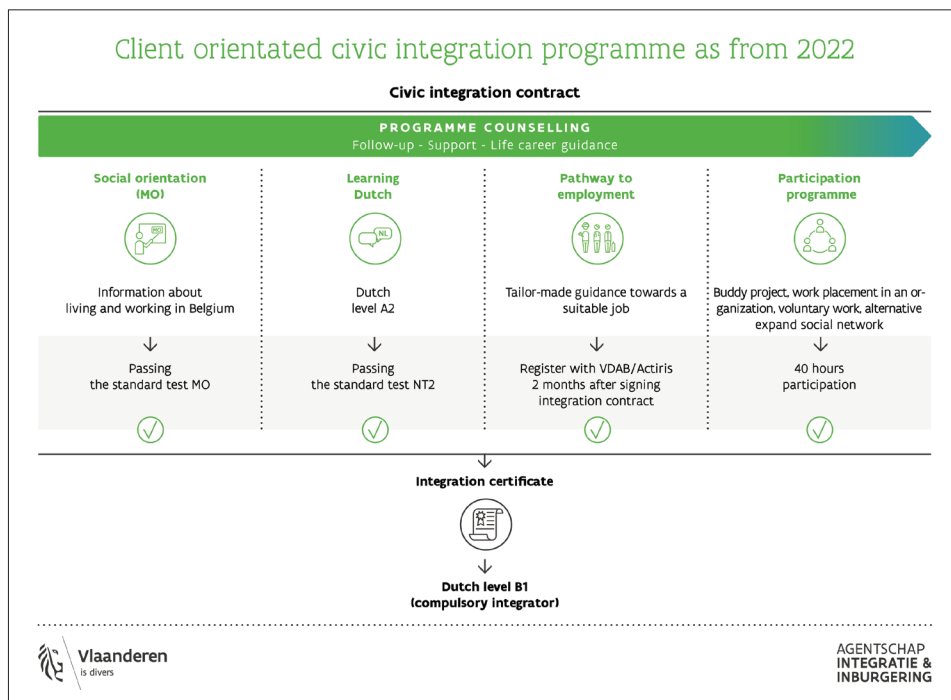 Client orientated civic integration programme as from 2022
Civic integration contract
PROGRAMME COUNSELLING
Follow-up - Support - Life career guidance
Social orientation
(MO)
MO
Information about
living and working in Belgium
Passing
the standard test MO
Learning
Dutch
NL
Dutch
level A2
Passing
the standard test NT2
Pathway to
employment
Tailor-made guidance towards a
suitable job
Register with VDAB/Actiris
2 months after signing
integration contract
Participation
programme
Buddy project, work placement in an or-
ganization, voluntary work, alternative
expand social network
40 hours
participation
Integration certificate
Dutch level B1
(compulsory integrator)
Vlaanderen
is divers
AGENTSCHAP
INTEGRATIE &
INBURGERING